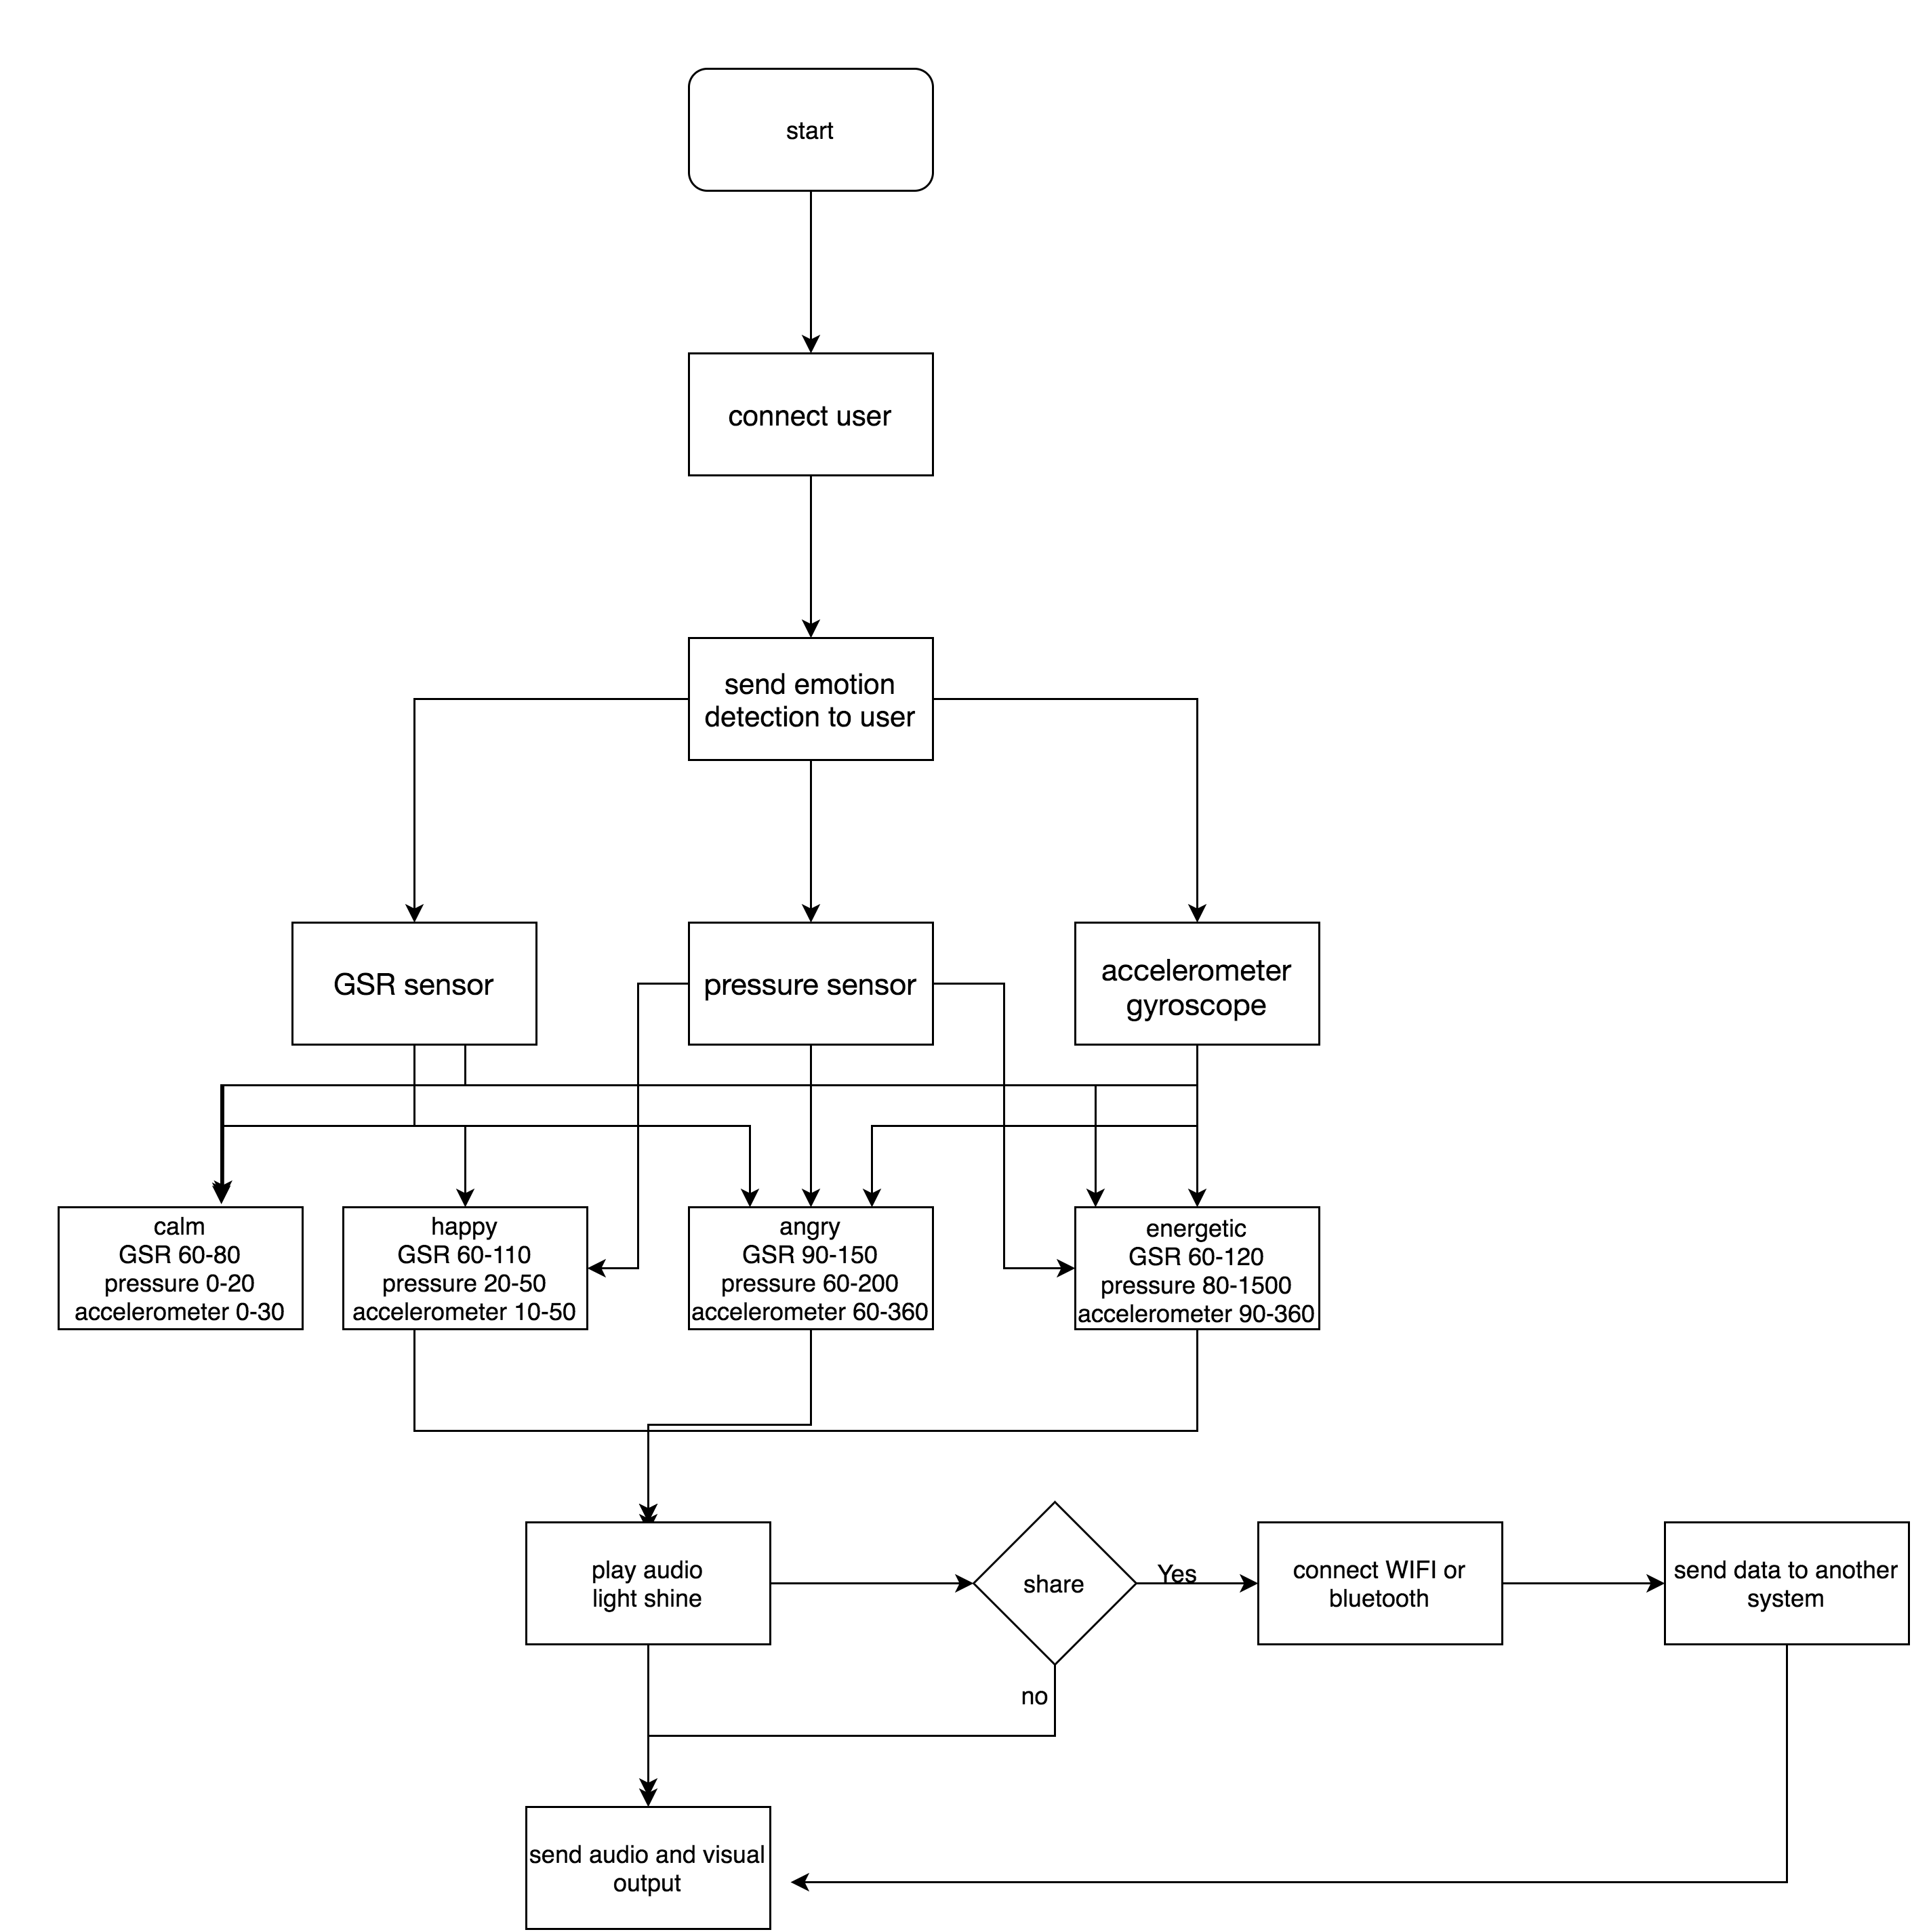 start
connect user
send emotion
detection to user
GSR sensor
pressure sensor
accelerometer
gyroscope
calm
GSR 60-80
pressure 0-20
accelerometer 0-30
happy
GSR 60-110
pressure 20-50
accelerometer 10-50
angry
GSR 90-150
pressure 60-200
accelerometer 60-360
energetic
GSR 60-120
pressure 80-1500
accelerometer 90-360
play audio
light shine
share
Yes
connect WIFI or
bluetooth
send data to another
system
no
send audio and visual
output